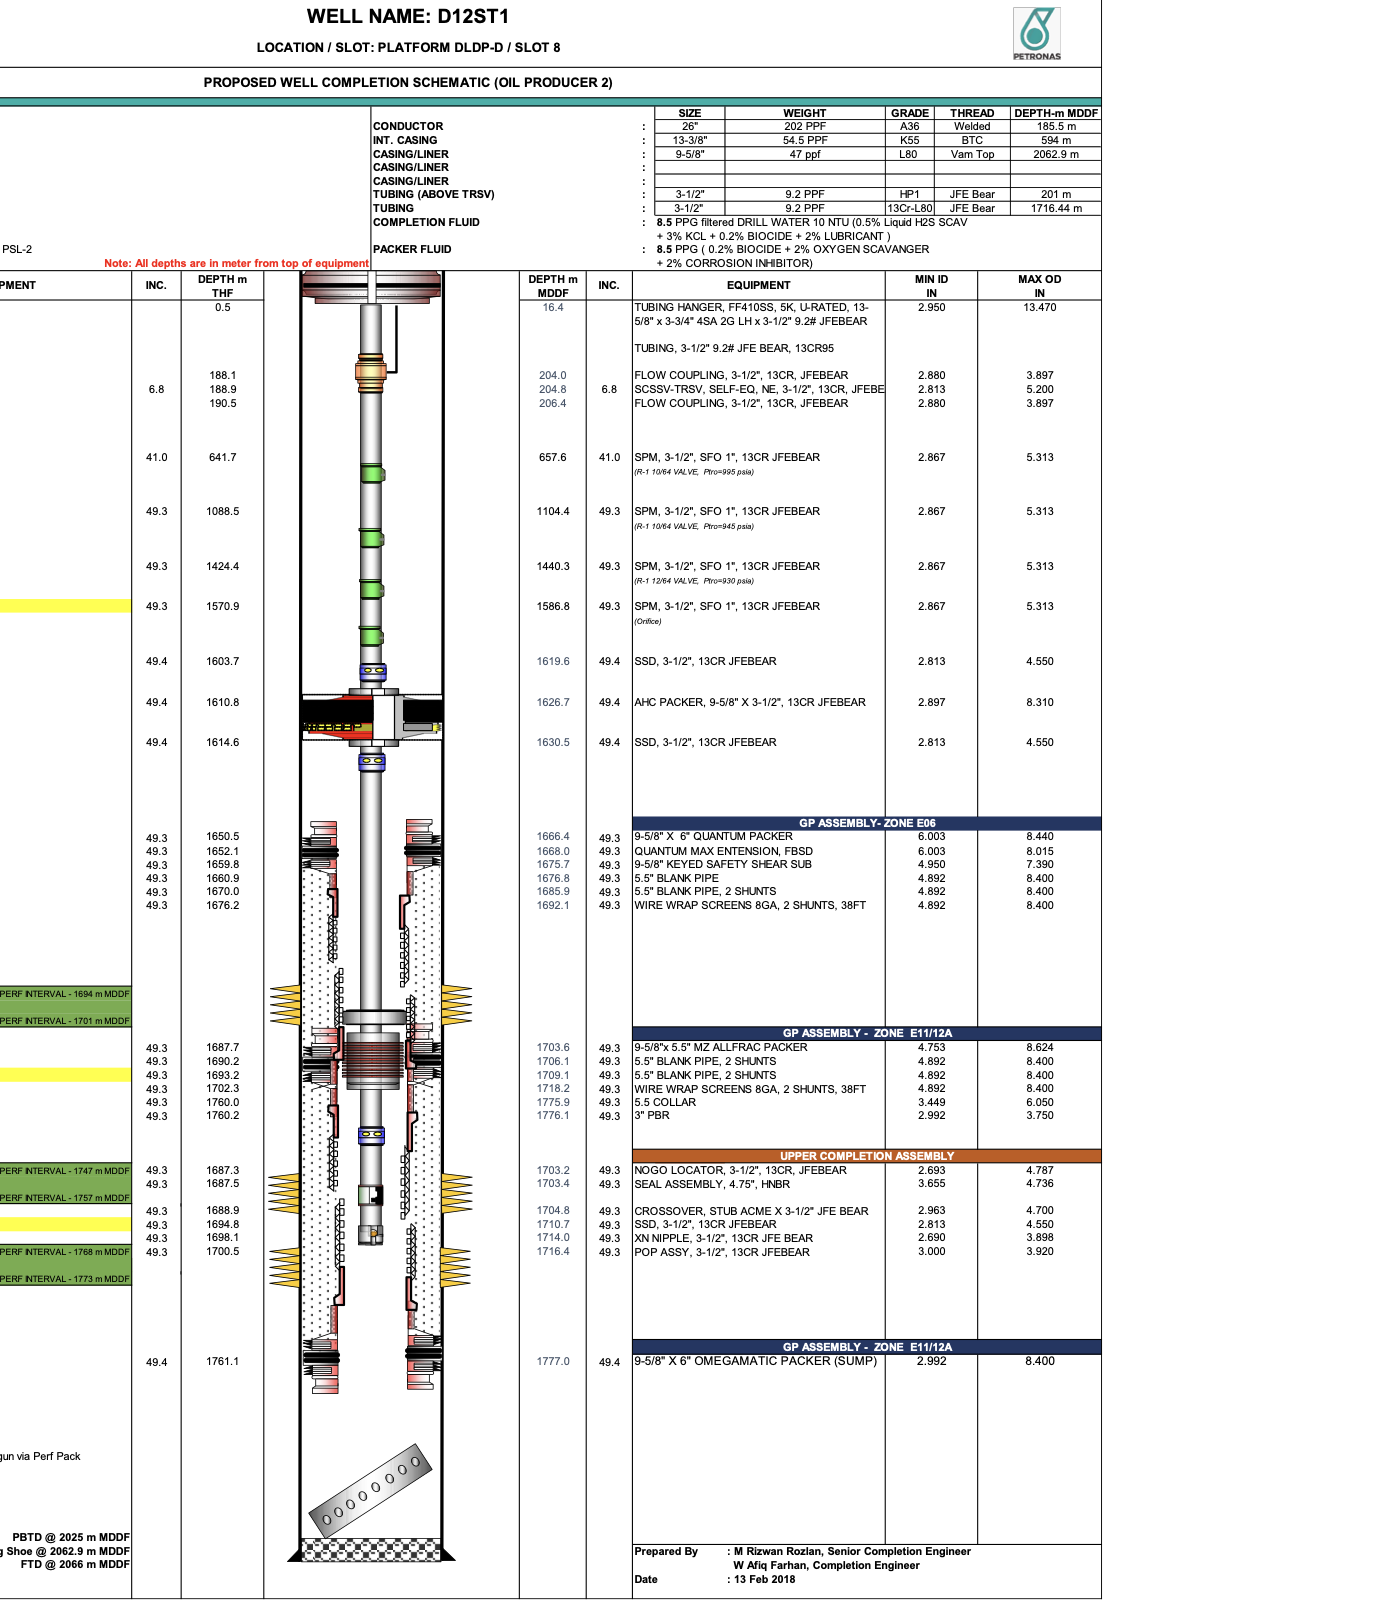 WELL NAME: D12ST1
LOCATION / SLOT: PLATFORM DLDP-D / SLOT 8
PETRONAS
PROPOSED WELL COMPLETION SCHEMATIC (OIL PRODUCER 2)
SIZE WEIGHT GRADE THREAD DEPTH-m MDDF
CONDUCTOR : 26" 202 PPF A36 Welded 185.5 m
INT. CASING : 13-3/8" 54.5 PPF K55 BTC 594 m
CASING/LINER : 9-5/8" 47 ppf L80 Vam Top 2062.9 m
CASING/LINER :
CASING/LINER :
TUBING (ABOVE TRSV) : 3-1/2" 9.2 PPF HP1 JFE Bear 201 m
TUBING : 3-1/2" 9.2 PPF 13Cr-L80 JFE Bear 1716.44 m
COMPLETION FLUID : 8.5 PPG filtered DRILL WATER 10 NTU (0.5% Liquid H2S SCAV
+ 3% KCL + 0.2% BIOCIDE + 2% LUBRICANT )
PSL-2 PACKER FLUID : 8.5 PPG ( 0.2% BIOCIDE + 2% OXYGEN SCAVANGER
Note: All depths are in meter from top of equipment + 2% CORROSION INHIBITOR)
PMENT INC. DEPTH m THF DEPTH m MDDF INC. EQUIPMENT MIN ID IN MAX OD IN
0.5 16.4 TUBING HANGER, FF410SS, 5K, U-RATED, 13- 2.950 13.470
5/8" x 3-3/4" 4SA 2G LH x 3-1/2" 9.2# JFEBEAR
TUBING, 3-1/2" 9.2# JFE BEAR, 13CR95
188.1 204.0 FLOW COUPLING, 3-1/2", 13CR, JFEBEAR 2.880 3.897
6.8 188.9 204.8 6.8 SCSSV-TRSV, SELF-EQ, NE, 3-1/2", 13CR, JFEBE 2.813 5.200
190.5 206.4 FLOW COUPLING, 3-1/2", 13CR, JFEBEAR 2.880 3.897
41.0 641.7 657.6 41.0 SPM, 3-1/2", SFO 1", 13CR JFEBEAR 2.867 5.313
(R-1 10/64 VALVE, Ptro=995 psia)
49.3 1088.5 1104.4 49.3 SPM, 3-1/2", SFO 1", 13CR JFEBEAR 2.867 5.313
(R-1 10/64 VALVE, Ptro=945 psia)
49.3 1424.4 1440.3 49.3 SPM, 3-1/2", SFO 1", 13CR JFEBEAR 2.867 5.313
(R-1 12/64 VALVE, Ptro=930 psia)
49.3 1570.9 1586.8 49.3 SPM, 3-1/2", SFO 1", 13CR JFEBEAR 2.867 5.313
(Orifice)
49.4 1603.7 1619.6 49.4 SSD, 3-1/2", 13CR JFEBEAR 2.813 4.550
49.4 1610.8 1626.7 49.4 AHC PACKER, 9-5/8" X 3-1/2", 13CR JFEBEAR 2.897 8.310
49.4 1614.6 1630.5 49.4 SSD, 3-1/2", 13CR JFEBEAR 2.813 4.550
GP ASSEMBLY- ZONE E06
49.3 1650.5 1666.4 49.3 9-5/8" X 6" QUANTUM PACKER 6.003 8.440
49.3 1652.1 1668.0 49.3 QUANTUM MAX ENTENSION, FBSD 6.003 8.015
49.3 1659.8 1675.7 49.3 9-5/8" KEYED SAFETY SHEAR SUB 4.950 7.390
49.3 1660.9 1676.8 49.3 5.5" BLANK PIPE 4.892 8.400
49.3 1670.0 1685.9 49.3 5.5" BLANK PIPE, 2 SHUNTS 4.892 8.400
49.3 1676.2 1692.1 49.3 WIRE WRAP SCREENS 8GA, 2 SHUNTS, 38FT 4.892 8.400
PERF INTERVAL - 1694 m MDDF
PERF INTERVAL - 1701 m MDDF
GP ASSEMBLY - ZONE E11/12A
49.3 1687.7 1703.6 49.3 9-5/8"x 5.5" MZ ALLFRAC PACKER 4.753 8.624
49.3 1690.2 1706.1 49.3 5.5" BLANK PIPE, 2 SHUNTS 4.892 8.400
49.3 1693.2 1709.1 49.3 5.5" BLANK PIPE, 2 SHUNTS 4.892 8.400
49.3 1702.3 1718.2 49.3 WIRE WRAP SCREENS 8GA, 2 SHUNTS, 38FT 4.892 8.400
49.3 1760.0 1775.9 49.3 5.5 COLLAR 3.449 6.050
49.3 1760.2 1776.1 49.3 3" PBR 2.992 3.750
UPPER COMPLETION ASSEMBLY
PERF INTERVAL - 1747 m MDDF 49.3 1687.3 1703.2 49.3 NOGO LOCATOR, 3-1/2", 13CR, JFEBEAR 2.693 4.787
49.3 1687.5 1703.4 49.3 SEAL ASSEMBLY, 4.75", HNBR 3.655 4.736
PERF INTERVAL - 1757 m MDDF
49.3 1688.9 1704.8 49.3 CROSSOVER, STUB ACME X 3-1/2" JFE BEAR 2.963 4.700
49.3 1694.8 1710.7 49.3 SSD, 3-1/2", 13CR JFEBEAR 2.813 4.550
49.3 1698.1 1714.0 49.3 XN NIPPLE, 3-1/2", 13CR JFE BEAR 2.690 3.898
PERF INTERVAL - 1768 m MDDF 49.3 1700.5 1716.4 49.3 POP ASSY, 3-1/2", 13CR JFEBEAR 3.000 3.920
PERF INTERVAL - 1773 m MDDF
GP ASSEMBLY - ZONE E11/12A
49.4 1761.1 1777.0 49.4 9-5/8" X 6" OMEGAMATIC PACKER (SUMP) 2.992 8.400
gun via Perf Pack
PBTD @ 2025 m MDDF
g Shoe @ 2062.9 m MDDF Prepared By : M Rizwan Rozlan, Senior Completion Engineer
FTD @ 2066 m MDDF W Afiq Farhan, Completion Engineer
Date : 13 Feb 2018